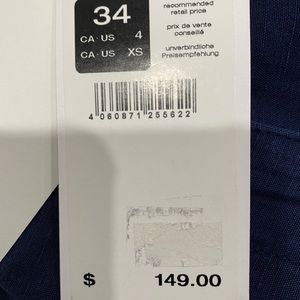 34
CA·US 4
CA·US XS
recommended
retail price
prix de vente
conseillé
unverbindliche
Preisempfehlung
4 060871 255622
$ 149.00